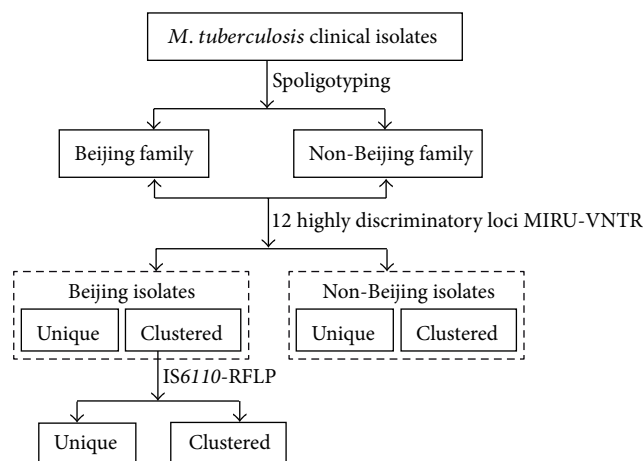 M. tuberculosis clinical isolates
Spoligotyping
Beijing family
Non-Beijing family
12 highly discriminatory loci MIRU-VNTR
Beijing isolates
Non-Beijing isolates
Unique
Clustered
Unique
Clustered
IS6110-RFLP
Unique
Clustered